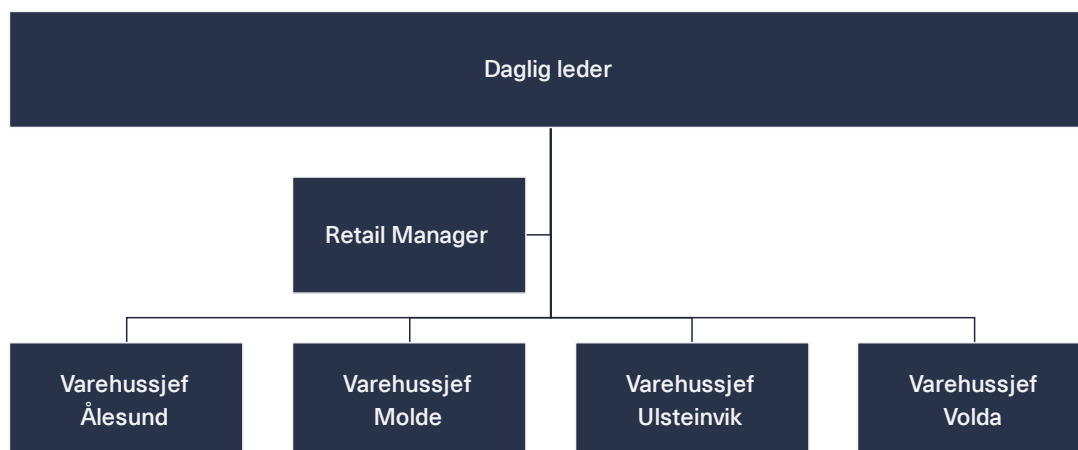 Daglig leder
Retail Manager
Varehussjef
Ålesund
Varehussjef
Molde
Varehussjef
Ulsteinvik
Varehussjef
Volda